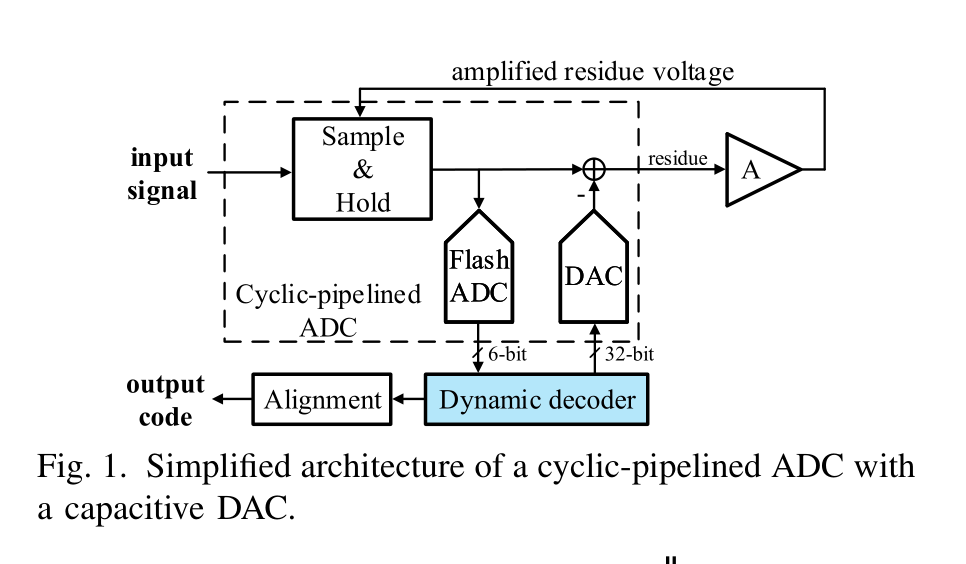 amplified residue voltage
input
signal
Sample
&
Hold
residue
A
-
Flash
ADC
DAC
Cyclic-pipelined
ADC
6-bit
32-bit
output
code
Alignment
Dynamic decoder
Fig. 1. Simplified architecture of a cyclic-pipelined ADC with
a capacitive DAC.